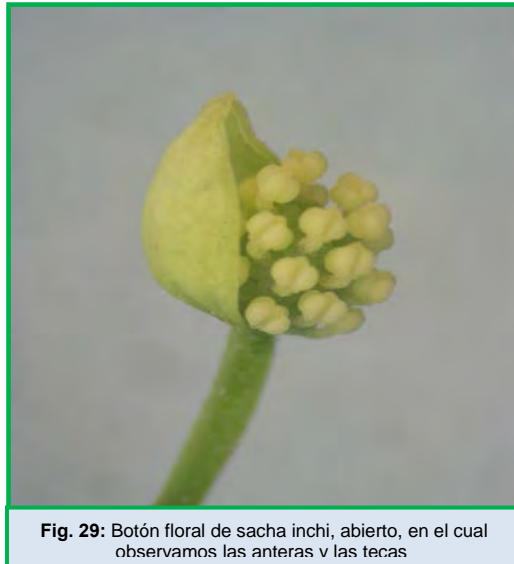 Fig. 29: Botón floral de sacha inchi, abierto, en el cual
observamos las anteras y las tecas